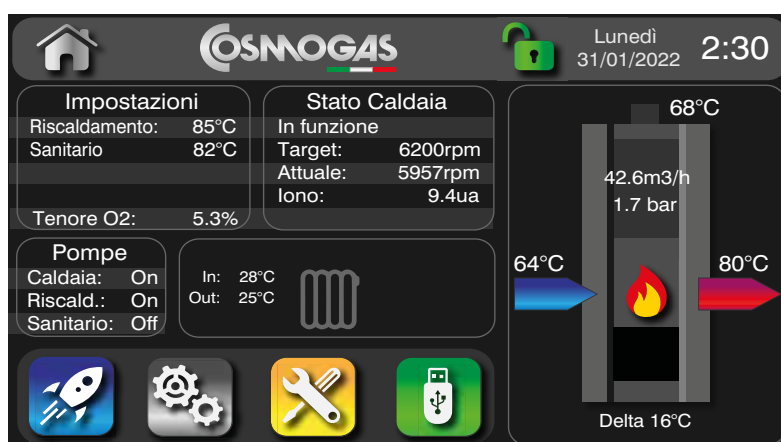 COSMOGAS
Lunedì
31/01/2022
2:30
Impostazioni
Riscaldamento: 85°C
Sanitario 82°C
Tenore O2: 5.3%
Stato Caldaia
In funzione
Target: 6200rpm
Attuale: 5957rpm
Iono: 9.4ua
Pompe
Caldaia: On
Riscald.: On
Sanitario: Off
In: 28°C
Out: 25°C
68°C
42.6m3/h
1.7 bar
64°C
80°C
Delta 16°C